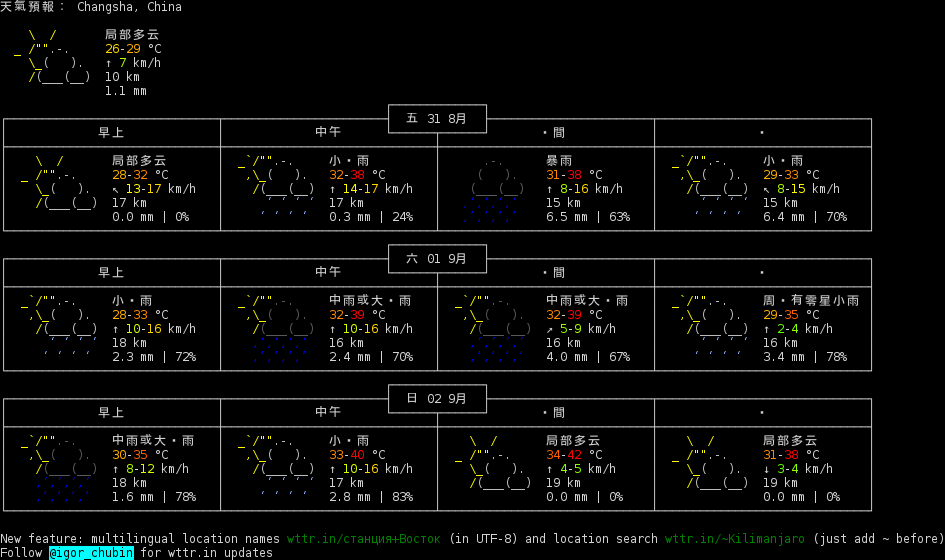 天氣預報： Changsha, China
局部多云
26-29 °C
↑ 7 km/h
10 km
1.1 mm
五 31 8月
早上 中午 ·間 ·
局部多云 小·雨 暴雨 小·雨
28-32 °C 32-38 °C 31-38 °C 29-33 °C
↖ 13-17 km/h ↑ 14-17 km/h ↑ 8-16 km/h ↖ 8-15 km/h
17 km 17 km 15 km 15 km
0.0 mm | 0% 0.3 mm | 24% 6.5 mm | 63% 6.4 mm | 70%
六 01 9月
早上 中午 ·間 ·
小·雨 中雨或大·雨 中雨或大·雨 周·有零星小雨
28-33 °C 32-39 °C 32-39 °C 29-35 °C
↑ 10-16 km/h ↑ 10-16 km/h ↗ 5-9 km/h ↑ 2-4 km/h
18 km 16 km 16 km 16 km
2.3 mm | 72% 2.4 mm | 70% 4.0 mm | 67% 3.4 mm | 78%
日 02 9月
早上 中午 ·間 ·
中雨或大·雨 小·雨 局部多云 局部多云
30-35 °C 33-40 °C 34-42 °C 31-38 °C
↑ 8-12 km/h ↑ 10-16 km/h ↑ 4-5 km/h ↓ 3-4 km/h
18 km 17 km 19 km 19 km
1.6 mm | 78% 2.8 mm | 83% 0.0 mm | 0% 0.0 mm | 0%
New feature: multilingual location names wttr.in/станция+Восток (in UTF-8) and location search wttr.in/~Kilimanjaro (just add ~ before)
Follow @igor_chubin for wttr.in updates